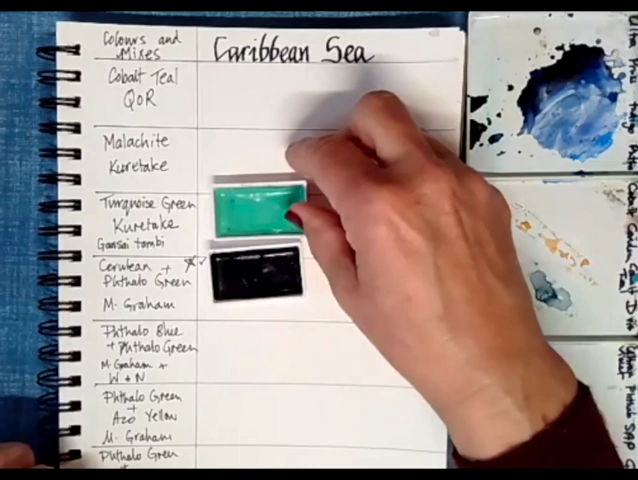 Colours and
Mixes
Caribbean Sea
Cobalt Teal
QoR
Malachite
Kuretake
Turquoise Green
Kuretake
Gansai tambi
Cerulean +
Phthalo Green
M. Graham
Phthalo Blue
+ Phthalo Green
M. Graham +
W + N
Phthalo Green
+
Azo Yellow
M. Graham
Phthalo Green
+